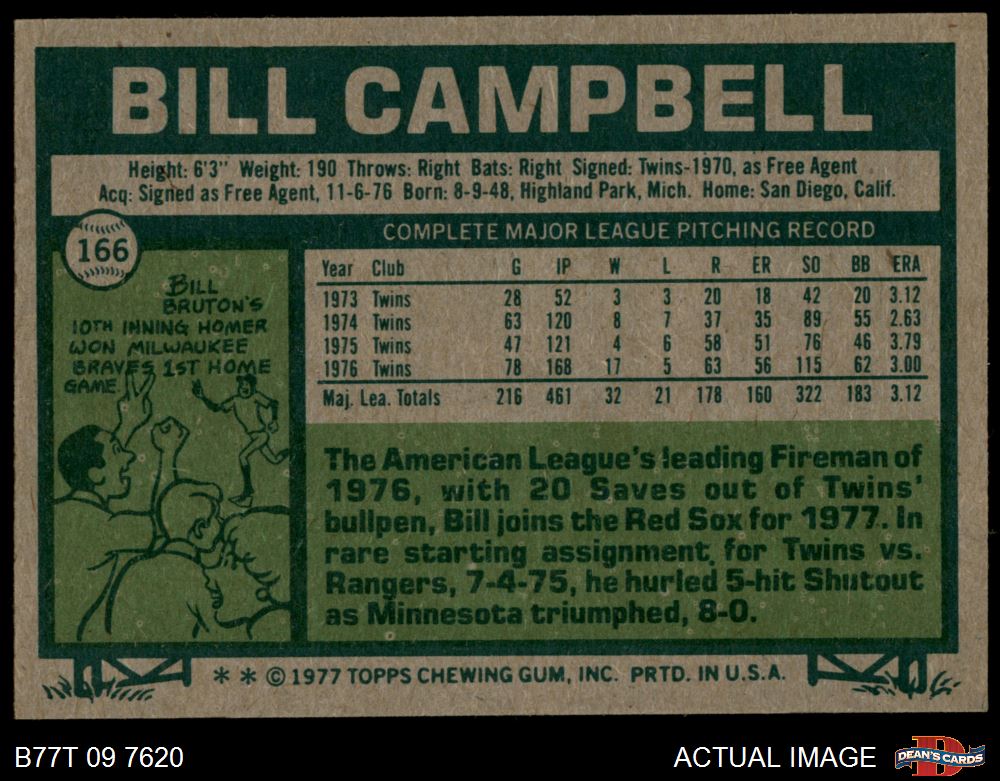 BILL CAMPBELL
Height: 6'3" Weight: 190 Throws: Right Bats: Right Signed: Twins-1970, as Free Agent
Acq: Signed as Free Agent, 11-6-76 Born: 8-9-48, Highland Park, Mich. Home: San Diego, Calif.
166
BILL
BRUTON'S
10TH INNING HOMER
WON MILWAUKEE
BRAVES 1ST HOME
GAME.
COMPLETE MAJOR LEAGUE PITCHING RECORD
Year Club G IP W L R ER SO BB ERA
1973 Twins 28 52 3 3 20 18 42 20 3.12
1974 Twins 63 120 8 7 37 35 89 55 2.63
1975 Twins 47 121 4 6 58 51 76 46 3.79
1976 Twins 78 168 17 5 63 56 115 62 3.00
Maj. Lea. Totals 216 461 32 21 178 160 322 183 3.12
The American League's leading Fireman of
1976, with 20 Saves out of Twins'
bullpen, Bill joins the Red Sox for 1977. In
rare starting assignment for Twins vs.
Rangers, 7-4-75, he hurled 5-hit Shutout
as Minnesota triumphed, 8-0.
* * © 1977 TOPPS CHEWING GUM, INC. PRTD. IN U.S.A.
B77T 09 7620
ACTUAL IMAGE
D
DEAN'S CARDS